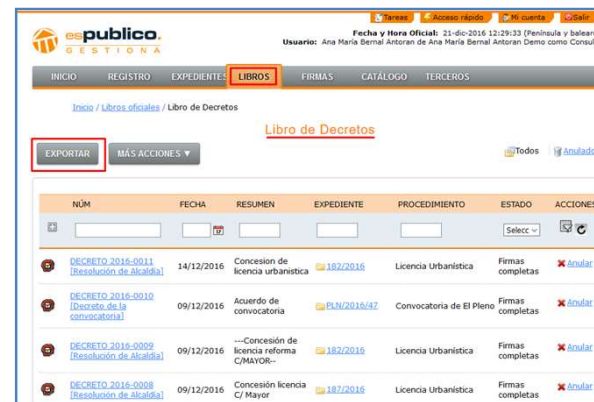 Tareas Acceso rápido Mi cuenta Salir
espublico.
GESTIONA
Fecha y Hora Oficial: 21-dic-2016 12:29:33 (Península y balear
Usuario: Ana María Bernal Antoran de Ana María Bernal Antoran Demo como Consul
INICIO REGISTRO EXPEDIENTES LIBROS FIRMAS CATÁLOGO TERCEROS
Inicio / Libros oficiales / Libro de Decretos
Libro de Decretos
EXPORTAR MÁS ACCIONES ▼ Todos Anulado
NÚM FECHA RESUMEN EXPEDIENTE PROCEDIMIENTO ESTADO ACCIONES
Selecc
DECRETO 2016-0011
[Resolución de Alcaldía] 14/12/2016 Concesion de
licencia urbanistica 182/2016 Licencia Urbanística Firmas
completas Anular
DECRETO 2016-0010
[Decreto de la
convocatoria] 09/12/2016 Acuerdo de
convocatoria PLN/2016/47 Convocatoria de El Pleno Firmas
completas Anular
DECRETO 2016-0009
[Resolución de Alcaldía] 09/12/2016 ---Concesión de
licencia reforma
C/MAYOR-- 182/2016 Licencia Urbanística Firmas
completas Anular
DECRETO 2016-0008
[Resolución de Alcaldía] 09/12/2016 Concesión licencia
C/ Mayor 187/2016 Licencia Urbanística Firmas
completas Anular